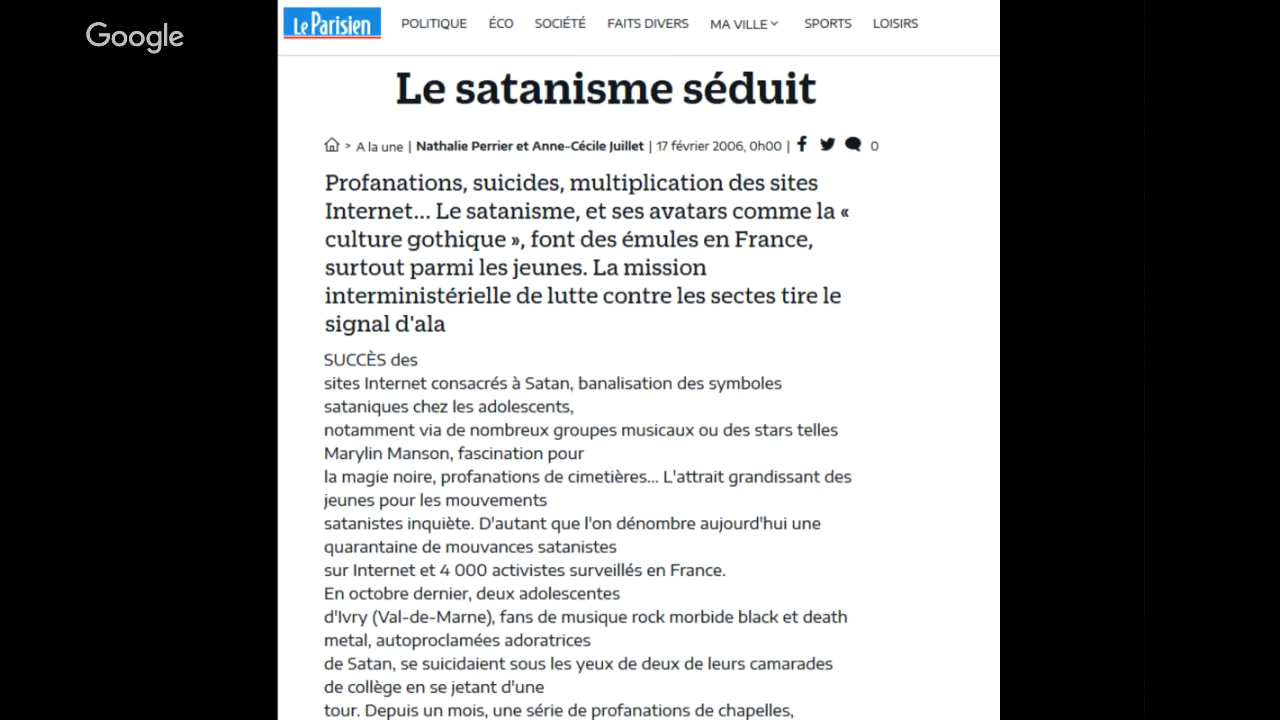 Google
Le Parisien POLITIQUE ÉCO SOCIÉTÉ FAITS DIVERS MA VILLE SPORTS LOISIRS
Le satanisme séduit
> A la une | Nathalie Perrier et Anne-Cécile Juillet | 17 février 2006, 0h00 | 0
Profanations, suicides, multiplication des sites
Internet... Le satanisme, et ses avatars comme la «
culture gothique », font des émules en France,
surtout parmi les jeunes. La mission
interministérielle de lutte contre les sectes tire le
signal d'ala
SUCCÈS des
sites Internet consacrés à Satan, banalisation des symboles
sataniques chez les adolescents,
notamment via de nombreux groupes musicaux ou des stars telles
Marylin Manson, fascination pour
la magie noire, profanations de cimetières... L'attrait grandissant des
jeunes pour les mouvements
satanistes inquiète. D'autant que l'on dénombre aujourd'hui une
quarantaine de mouvances satanistes
sur Internet et 4 000 activistes surveillés en France.
En octobre dernier, deux adolescentes
d'Ivry (Val-de-Marne), fans de musique rock morbide black et death
metal, autoproclamées adoratrices
de Satan, se suicidaient sous les yeux de deux de leurs camarades
de collège en se jetant d'une
tour. Depuis un mois, une série de profanations de chapelles,